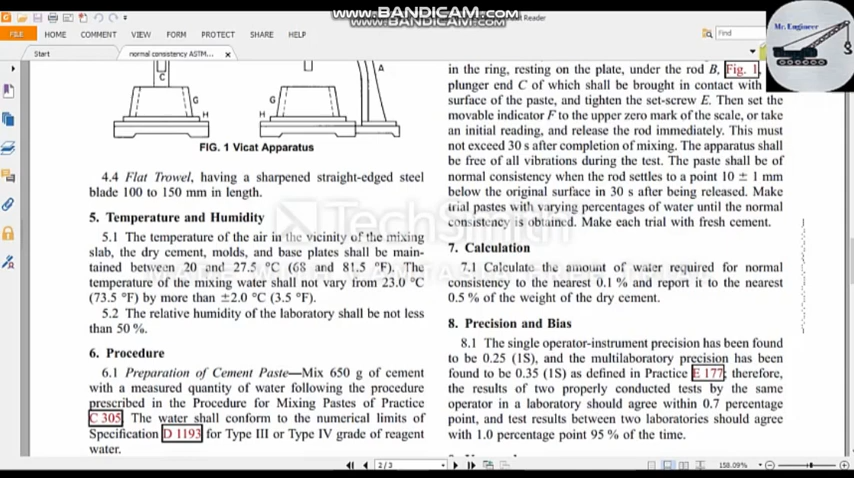 www.BANDICAM.com
www.BANDICAM.com
Reader
FILE HOME COMMENT VIEW FORM PROTECT SHARE HELP
Find
Mr. Engineer
Start normal consistency ASTM...
C G H
A G H
FIG. 1 Vicat Apparatus
4.4 Flat Trowel, having a sharpened straight-edged steel
blade 100 to 150 mm in length.
5. Temperature and Humidity
5.1 The temperature of the air in the vicinity of the mixing
slab, the dry cement, molds, and base plates shall be main-
tained between 20 and 27.5 °C (68 and 81.5 °F). The
temperature of the mixing water shall not vary from 23.0 °C
(73.5 °F) by more than ±2.0 °C (3.5 °F).
5.2 The relative humidity of the laboratory shall be not less
than 50 %.
6. Procedure
6.1 Preparation of Cement Paste—Mix 650 g of cement
with a measured quantity of water following the procedure
prescribed in the Procedure for Mixing Pastes of Practice
C 305. The water shall conform to the numerical limits of
Specification D 1193 for Type III or Type IV grade of reagent
water.
in the ring, resting on the plate, under the rod B, Fig. 1,
plunger end C of which shall be brought in contact with
surface of the paste, and tighten the set-screw E. Then set the
movable indicator F to the upper zero mark of the scale, or take
an initial reading, and release the rod immediately. This must
not exceed 30 s after completion of mixing. The apparatus shall
be free of all vibrations during the test. The paste shall be of
normal consistency when the rod settles to a point 10 ± 1 mm
below the original surface in 30 s after being released. Make
trial pastes with varying percentages of water until the normal
consistency is obtained. Make each trial with fresh cement.
7. Calculation
7.1 Calculate the amount of water required for normal
consistency to the nearest 0.1 % and report it to the nearest
0.5 % of the weight of the dry cement.
8. Precision and Bias
8.1 The single operator-instrument precision has been found
to be 0.25 (1S), and the multilaboratory precision has been
found to be 0.35 (1S) as defined in Practice E 177; therefore,
the results of two properly conducted tests by the same
operator in a laboratory should agree within 0.7 percentage
point, and test results between two laboratories should agree
with 1.0 percentage point 95 % of the time.
TechSmith
MADE WITH CAMTASIA FREE TRIAL
2 / 3
158.09%